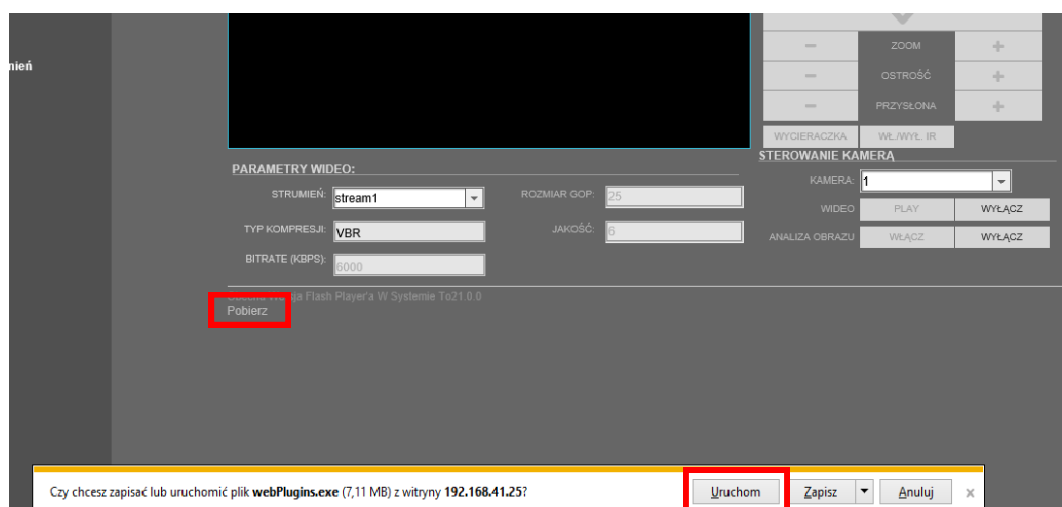 ZOOM
nień
OSTROŚĆ
PRZYSŁONA
WYCIERACZKA WŁ./WYŁ. IR
STEROWANIE KAMERĄ
PARAMETRY WIDEO:
KAMERA: 1
STRUMIEŃ: stream1 ROZMIAR GOP: 25
WIDEO PLAY WYŁĄCZ
TYP KOMPRESJI: VBR JAKOŚĆ: 6
ANALIZA OBRAZU WŁĄCZ WYŁĄCZ
BITRATE (KBPS): 6000
Flash Player'a W Systemie To21.0.0
Pobierz
Czy chcesz zapisać lub uruchomić plik webPlugins.exe (7,11 MB) z witryny 192.168.41.25? Uruchom Zapisz Anuluj x